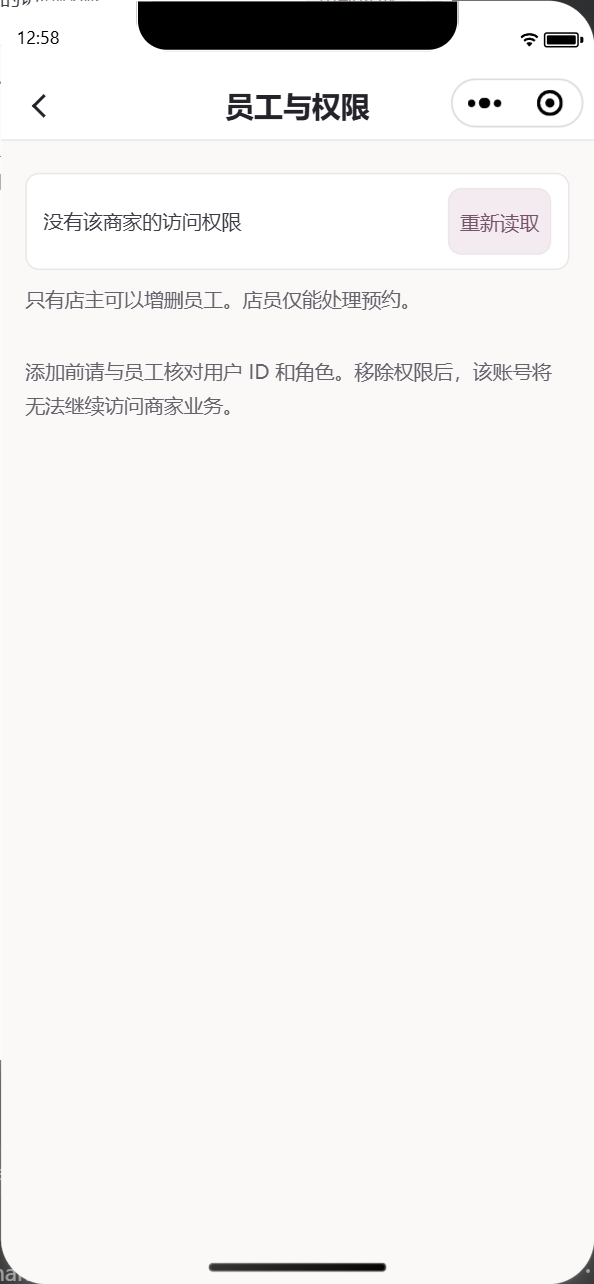 12:58
员工与权限
没有该商家的访问权限
重新读取
只有店主可以增删员工。店员仅能处理预约。
添加前请与员工核对用户 ID 和角色。移除权限后，该账号将
无法继续访问商家业务。